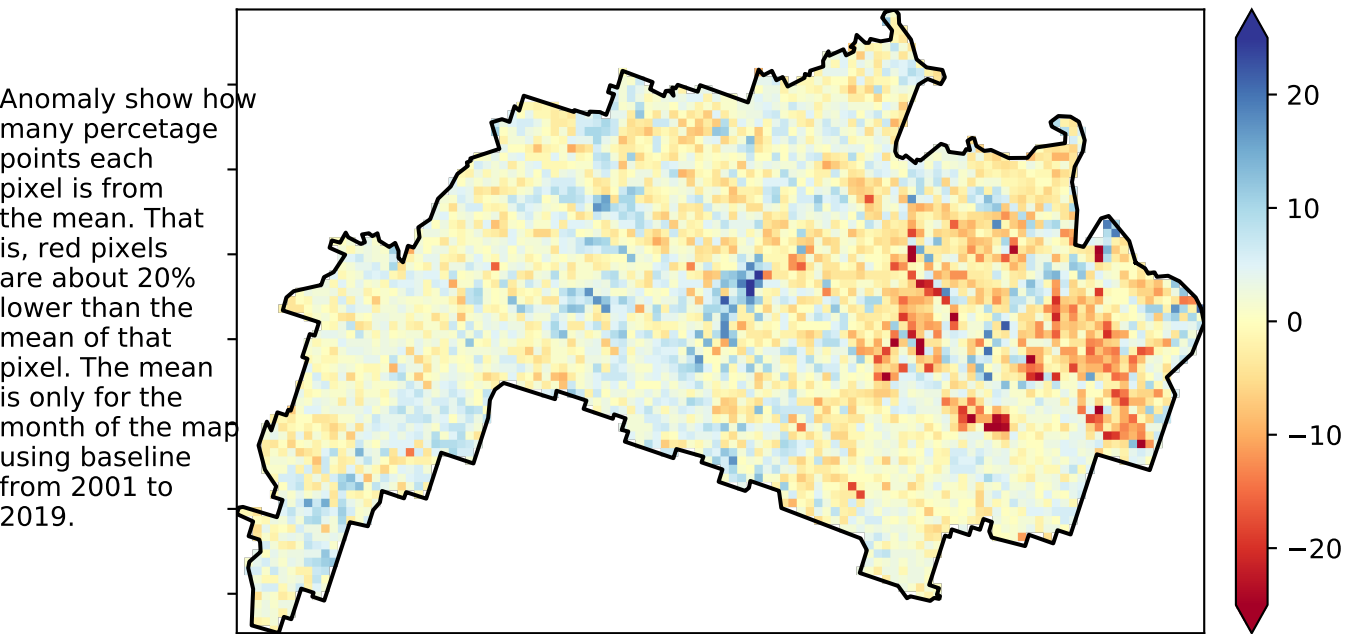 Anomaly show how
many percetage
points each
pixel is from
the mean. That
is, red pixels
are about 20%
lower than the
mean of that
pixel. The mean
is only for the
month of the map
using baseline
from 2001 to
2019.
20
10
0
−10
−20